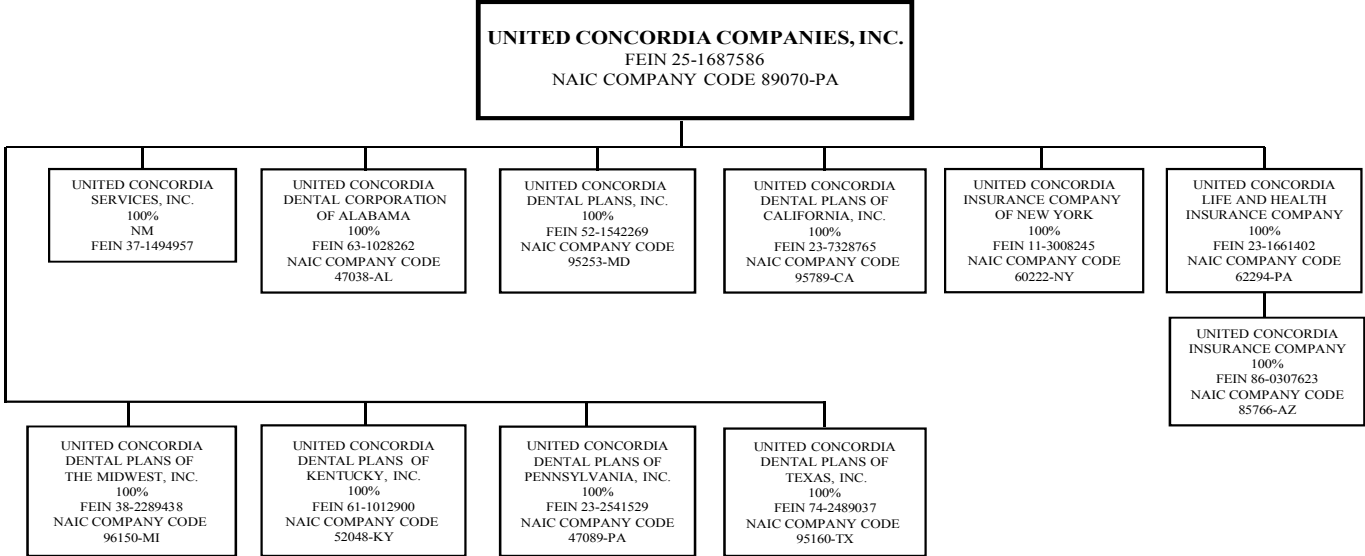 UNITED CONCORDIA COMPANIES, INC.
FEIN 25-1687586
NAIC COMPANY CODE 89070-PA
UNITED CONCORDIA
SERVICES, INC.
100%
NM
FEIN 37-1494957
UNITED CONCORDIA
DENTAL CORPORATION
OF ALABAMA
100%
FEIN 63-1028262
NAIC COMPANY CODE
47038-AL
UNITED CONCORDIA
DENTAL PLANS, INC.
100%
FEIN 52-1542269
NAIC COMPANY CODE
95253-MD
UNITED CONCORDIA
DENTAL PLANS OF
CALIFORNIA, INC.
100%
FEIN 23-7328765
NAIC COMPANY CODE
95789-CA
UNITED CONCORDIA
INSURANCE COMPANY
OF NEW YORK
100%
FEIN 11-3008245
NAIC COMPANY CODE
60222-NY
UNITED CONCORDIA
LIFE AND HEALTH
INSURANCE COMPANY
100%
FEIN 23-1661402
NAIC COMPANY CODE
62294-PA
UNITED CONCORDIA
INSURANCE COMPANY
100%
FEIN 86-0307623
NAIC COMPANY CODE
85766-AZ
UNITED CONCORDIA
DENTAL PLANS OF
THE MIDWEST, INC.
100%
FEIN 38-2289438
NAIC COMPANY CODE
96150-MI
UNITED CONCORDIA
DENTAL PLANS OF
KENTUCKY, INC.
100%
FEIN 61-1012900
NAIC COMPANY CODE
52048-KY
UNITED CONCORDIA
DENTAL PLANS OF
PENNSYLVANIA, INC.
100%
FEIN 23-2541529
NAIC COMPANY CODE
47089-PA
UNITED CONCORDIA
DENTAL PLANS OF
TEXAS, INC.
100%
FEIN 74-2489037
NAIC COMPANY CODE
95160-TX